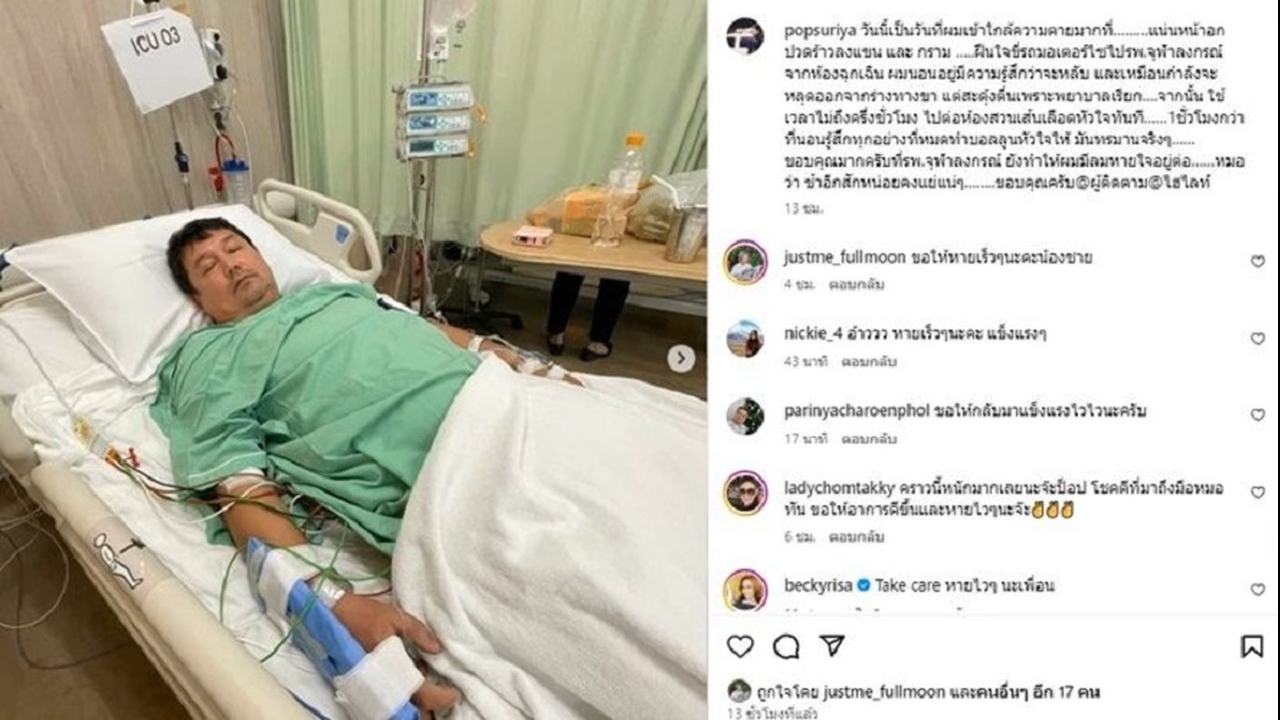 ICU 03
popsuriya วันนี้เป็นวันที่ผมเข้าใกล้ความตายมากที่.........แน่นหน้าอก
ปวดร้าวลงแขน และ กราม .....ฝืนใจขี่รถมอเตอร์ไซไปรพ.จุฬาลงกรณ์
จากห้องฉุกเฉิน ผมนอนอยู่มีความรู้สึกว่าจะหลับ และเหมือนกำลังจะ
หลุดออกจากร่างทางขา แต่สะดุ้งตื่นเพราะพยาบาลเรียก....จากนั้น ใช้
เวลาไม่ถึงครึ่งชั่วโมง ไปต่อห้องสวนเส้นเลือดหัวใจทันที......1ชั่วโมงกว่า
ที่นอนรู้สึกทุกอย่างที่หมดทำบอลลูนหัวใจให้ มันทรมานจริงๆ......
ขอบคุณมากครับที่รพ.จุฬาลงกรณ์ ยังทำให้ผมมีลมหายใจอยู่ต่อ......หมอ
ว่า ช้าอีกสักหน่อยคงแย่แน่ๆ........ขอบคุณครับ@ผู้ติดตาม@ไฮไลท์
13 ชม.
justme_fullmoon ขอให้หายเร็วๆนะคะน้องชาย
4 ชม. ตอบกลับ
nickie_4 อ้าววว หายเร็วๆนะคะ แข็งแรงๆ
43 นาที ตอบกลับ
parinyacharoenphol ขอให้กลับมาแข็งแรงไวไวนะครับ
17 นาที ตอบกลับ
ladychomtakky คราวนี้หนักมากเลยนะจ๊ะป็อป โชคดีที่มาถึงมือหมอ
ทัน ขอให้อาการดีขึ้นและหายไวๆนะจ้ะ
6 ชม. ตอบกลับ
beckyrisa Take care หายไวๆ นะเพื่อน
ถูกใจโดย justme_fullmoon และคนอื่นๆ อีก 17 คน
13 ชั่วโมงที่แล้ว